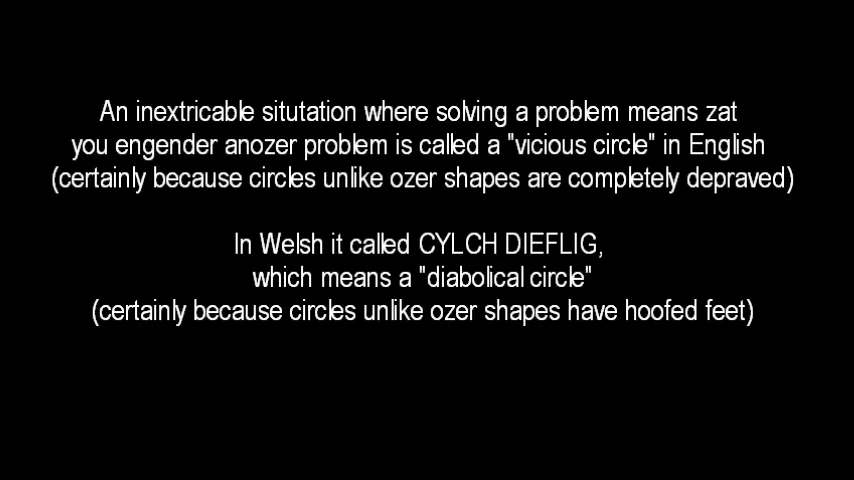 An inextricable situtation where solving a problem means zat
you engender anozer problem is called a "vicious circle" in English
(certainly because circles unlike ozer shapes are completely depraved)
In Welsh it called CYLCH DIEFLIG,
which means a "diabolical circle"
(certainly because circles unlike ozer shapes have hoofed feet)